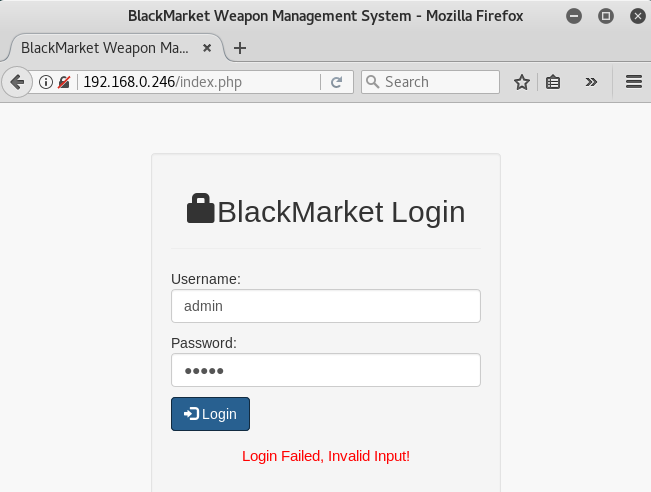 BlackMarket Weapon Management System - Mozilla Firefox
BlackMarket Weapon Ma...
192.168.0.246/index.php
Search
BlackMarket Login
Username:
admin
Password:
●●●●●
Login
Login Failed, Invalid Input!